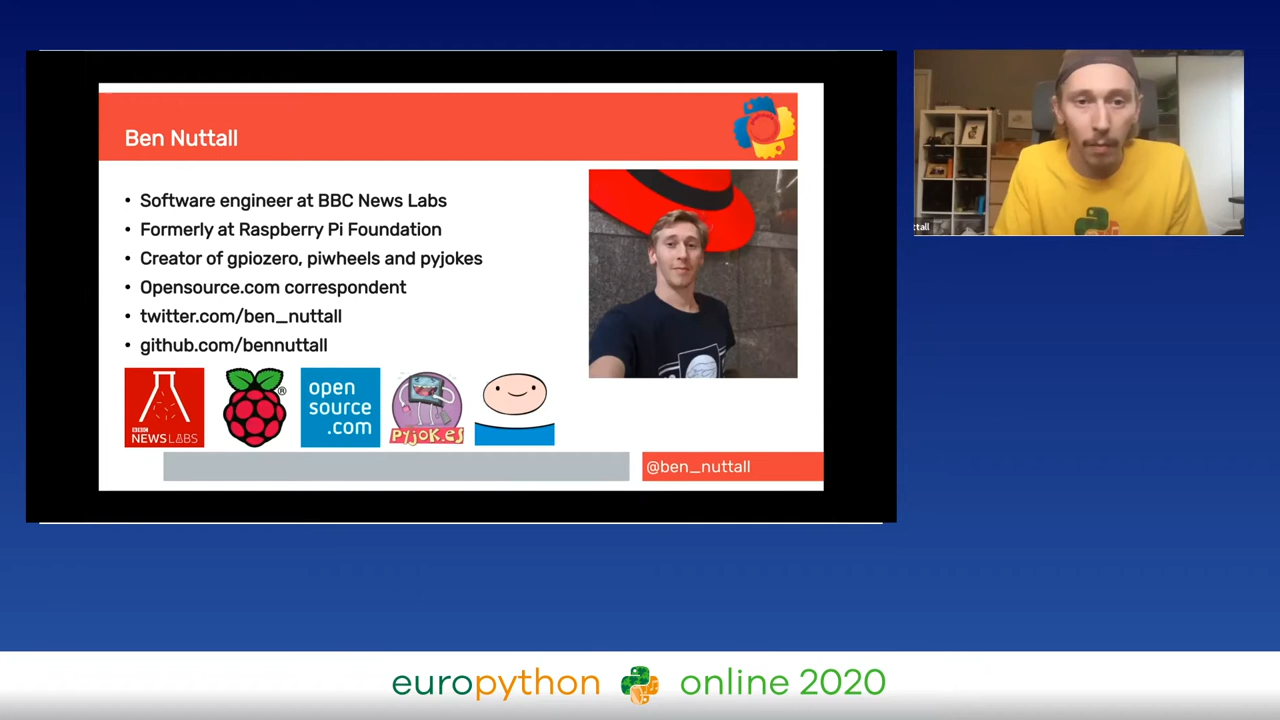 Ben Nuttall
• Software engineer at BBC News Labs
• Formerly at Raspberry Pi Foundation
• Creator of gpiozero, piwheels and pyjokes
• Opensource.com correspondent
• twitter.com/ben_nuttall
• github.com/bennuttall
BBC
NEWS LABS
®
open
source
.com
PYJOK.ES
@ben_nuttall
ttall
europython online 2020